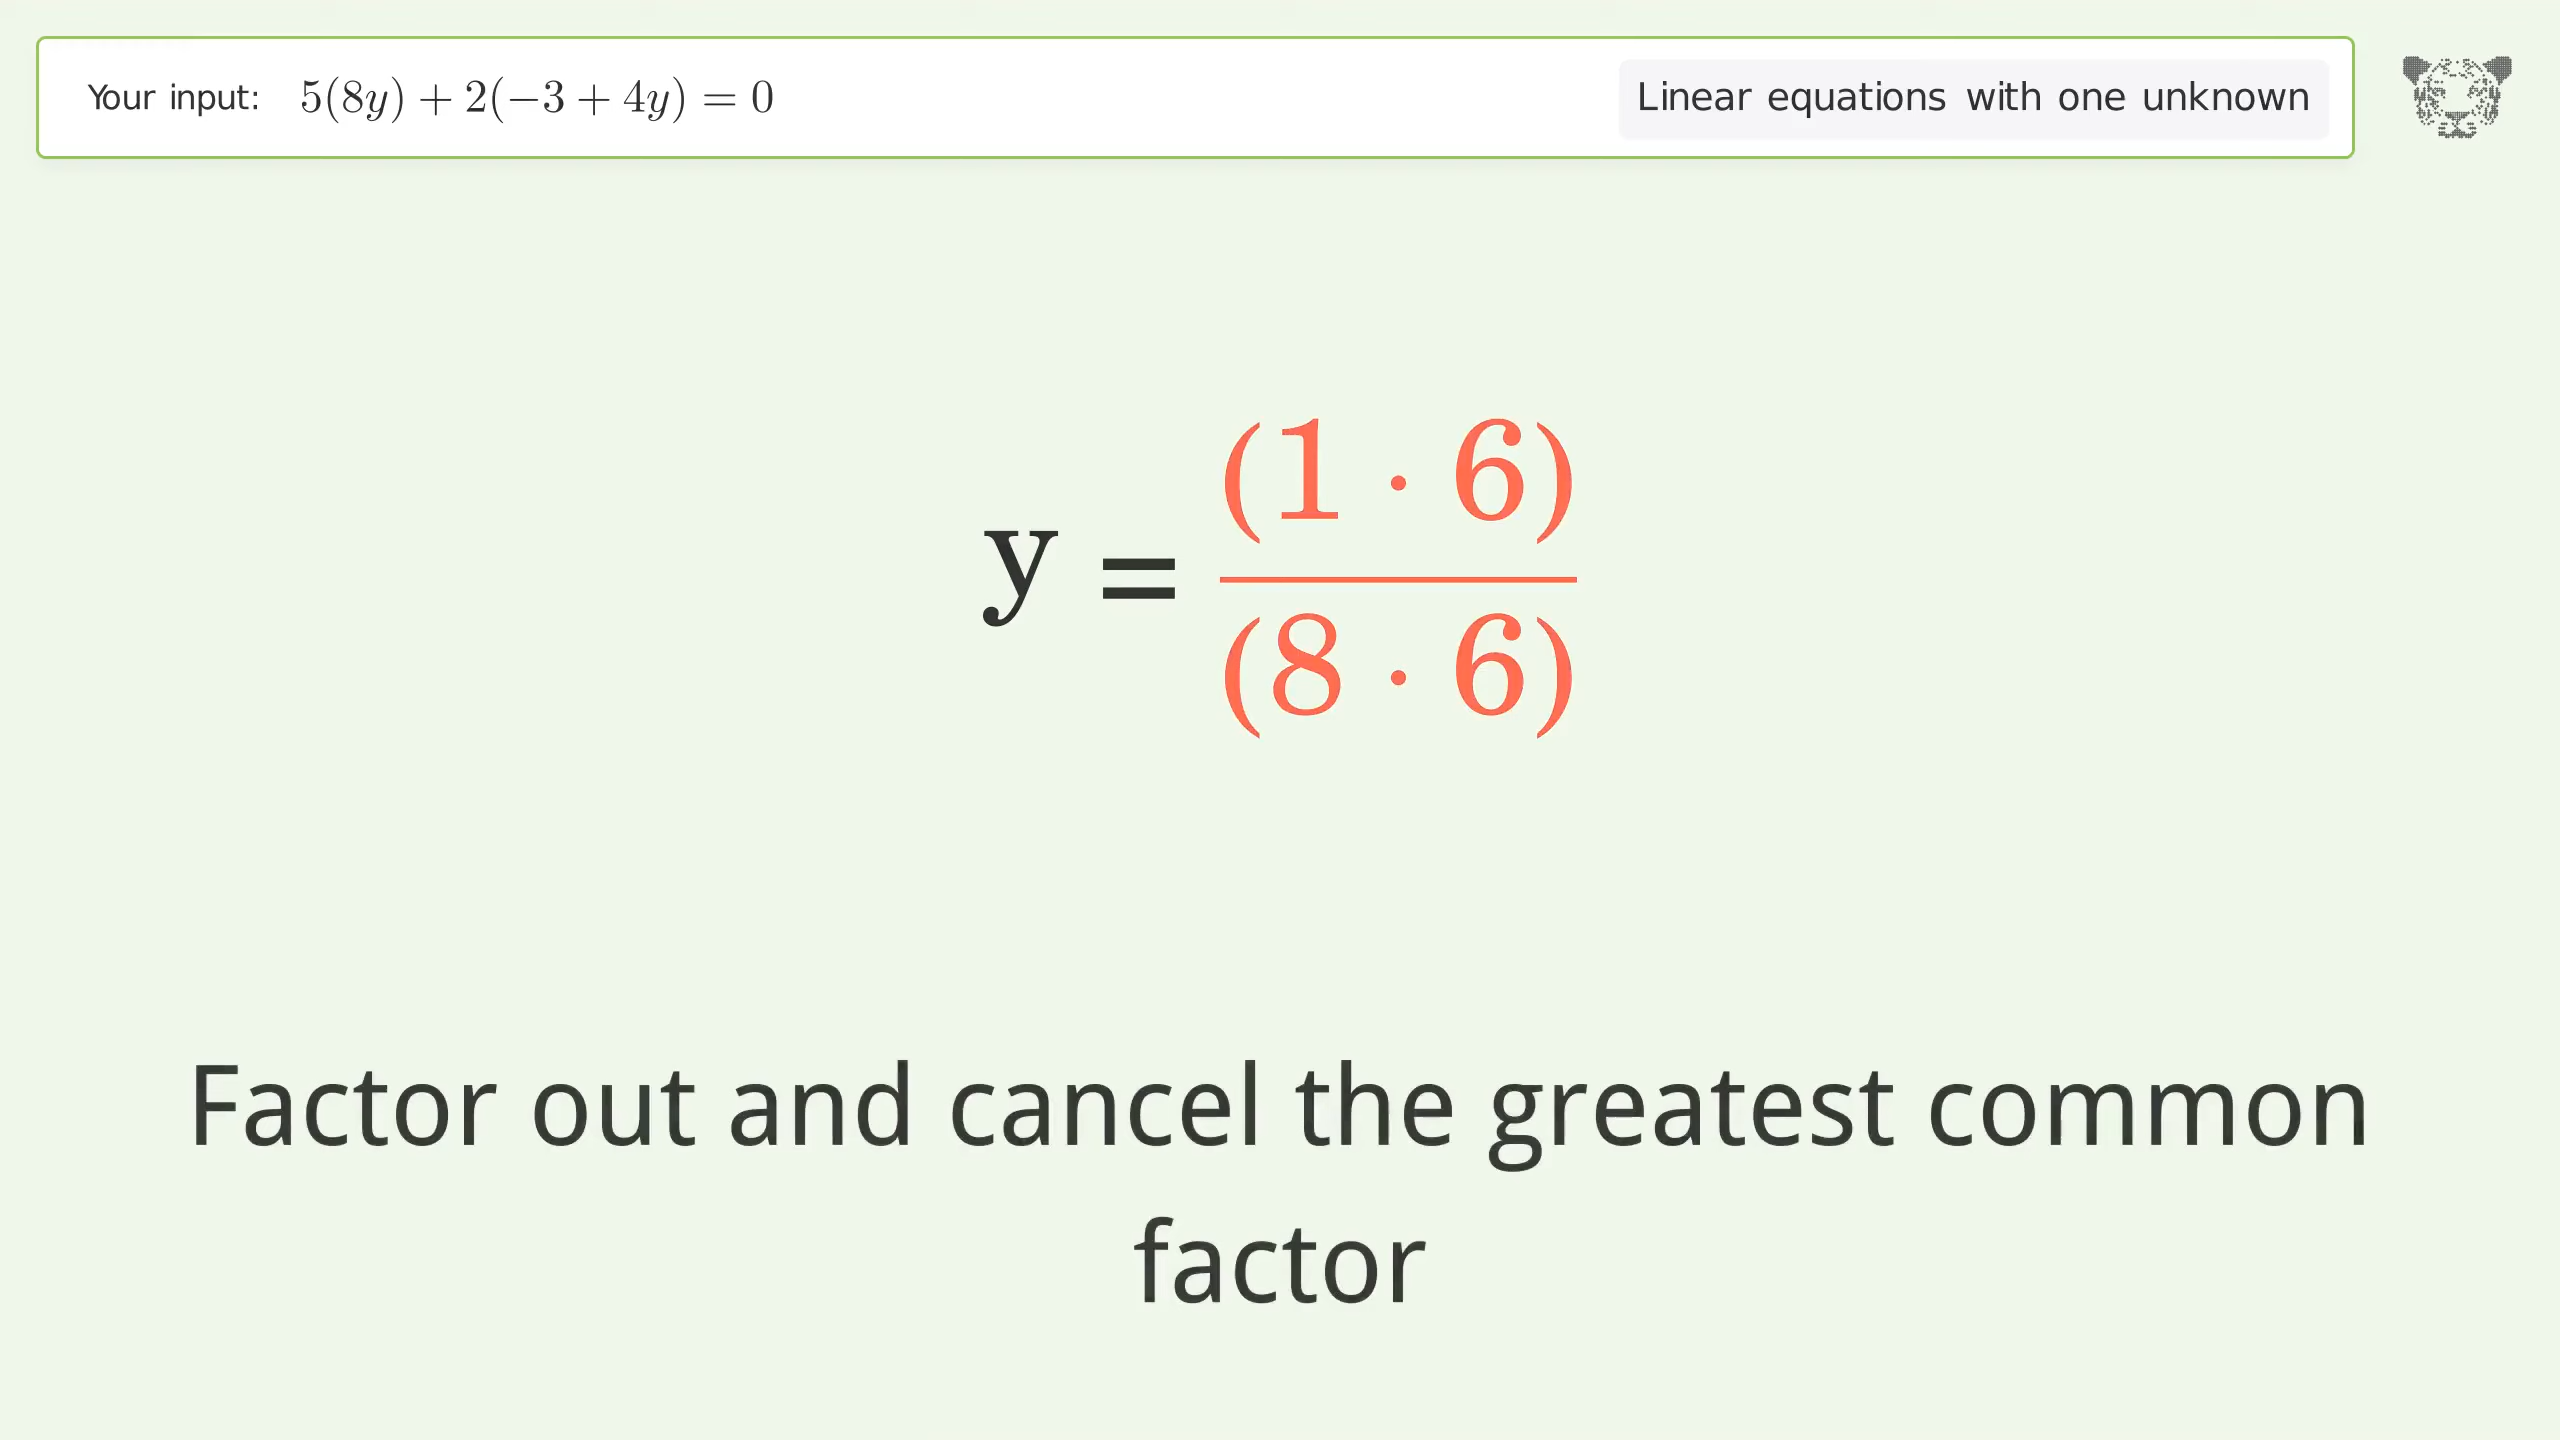 Your input: 5(8y) + 2(−3 + 4y) = 0
Linear equations with one unknown
y = (1 · 6) / (8 · 6)
Factor out and cancel the greatest common
factor